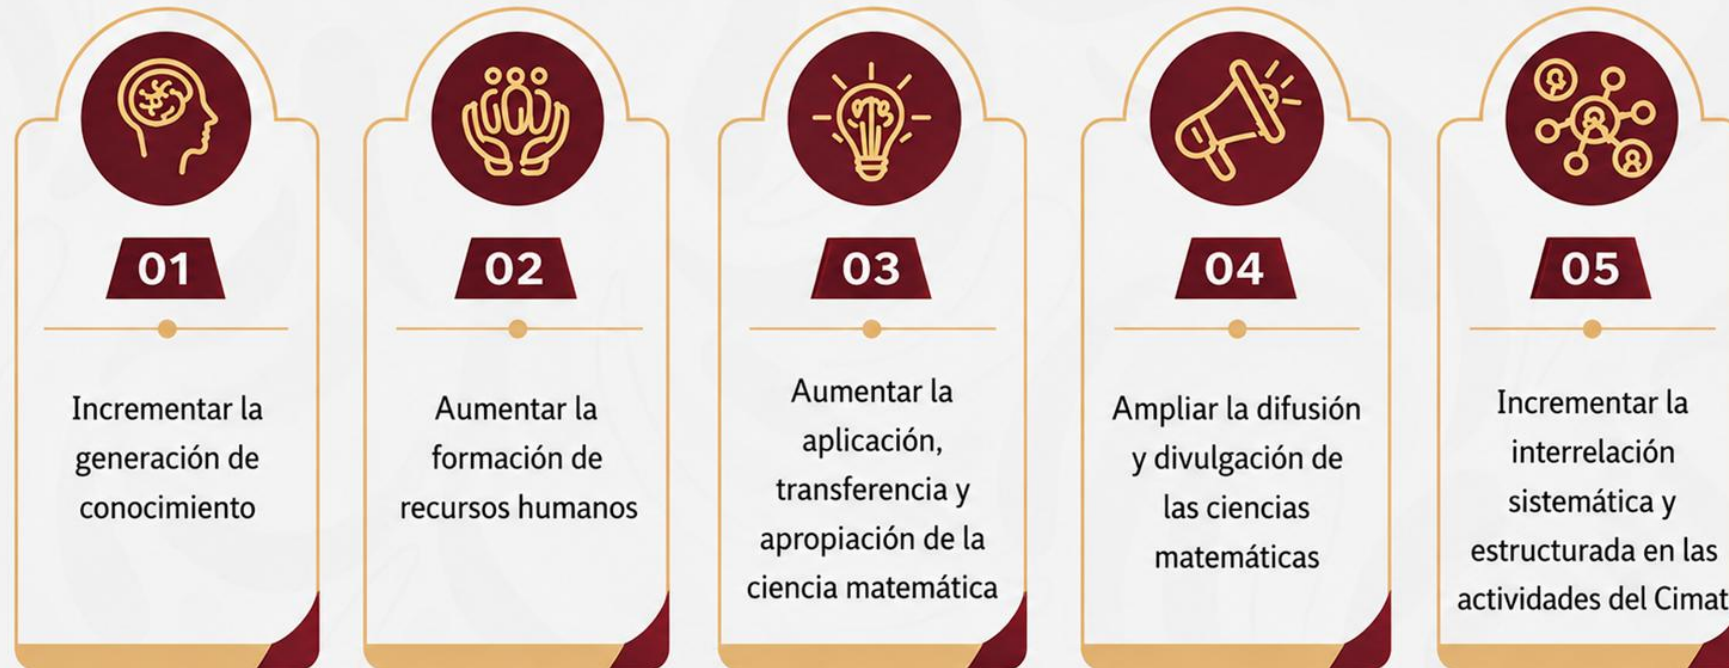 01
Incrementar la
generación de
conocimiento
02
Aumentar la
formación de
recursos humanos
03
Aumentar la
aplicación,
transferencia y
apropiación de la
ciencia matemática
04
Ampliar la difusión
y divulgación de
las ciencias
matemáticas
05
Incrementar la
interrelación
sistemática y
estructurada en las
actividades del Cimat